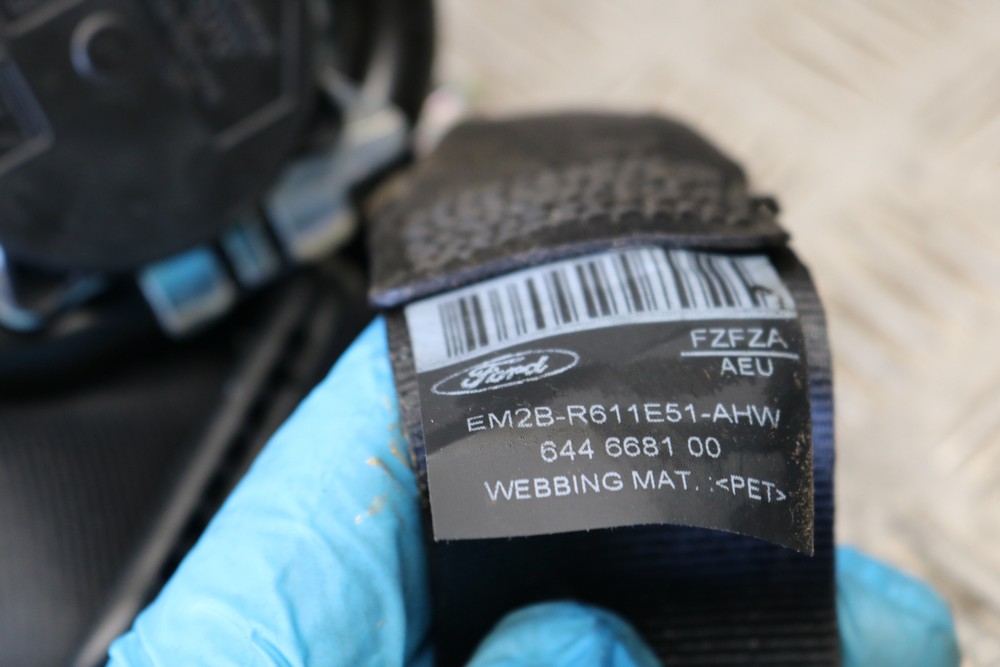 FZFZA
AEU
Ford
EM2B-R611E51-AHW
644 6681 00
WEBBING MAT. :<PET>